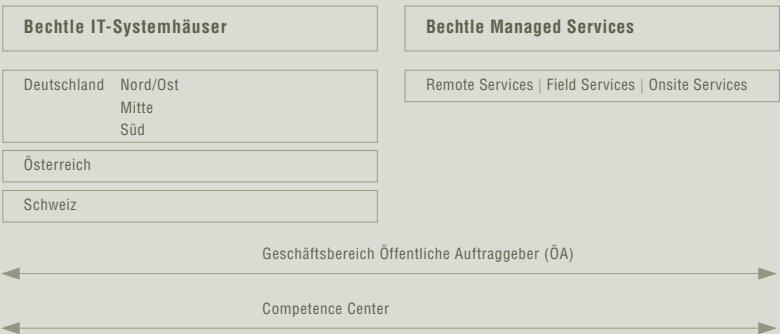 Bechtle IT-Systemhäuser
Deutschland Nord/Ost
Mitte
Süd
Österreich
Schweiz
Bechtle Managed Services
Remote Services | Field Services | Onsite Services
Geschäftsbereich Öffentliche Auftraggeber (ÖA)
Competence Center